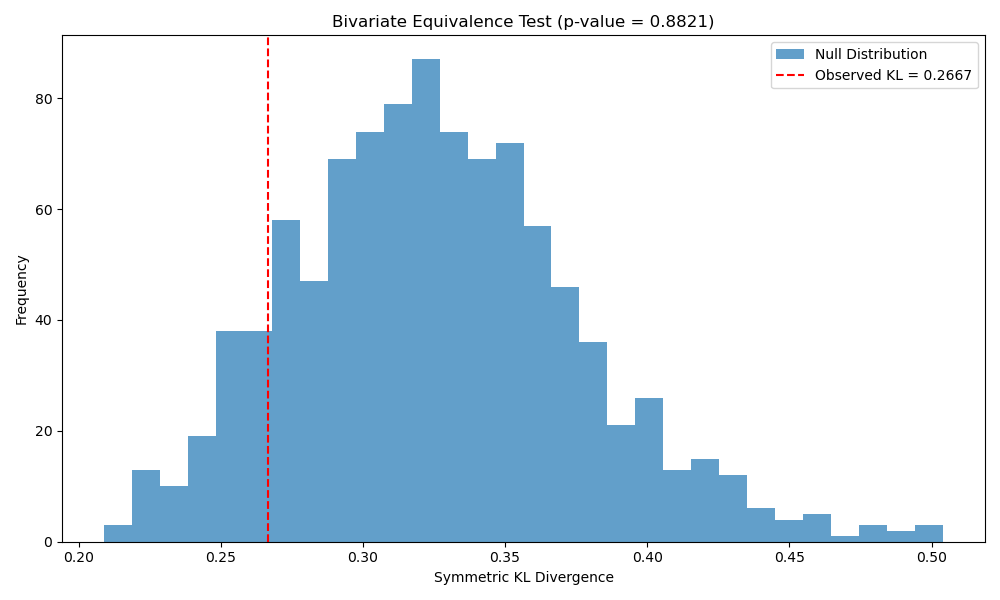 Bivariate Equivalence Test (p-value = 0.8821)
Null Distribution
Observed KL = 0.2667
80
60
40
20
0
Frequency
0.20 0.25 0.30 0.35 0.40 0.45 0.50
Symmetric KL Divergence